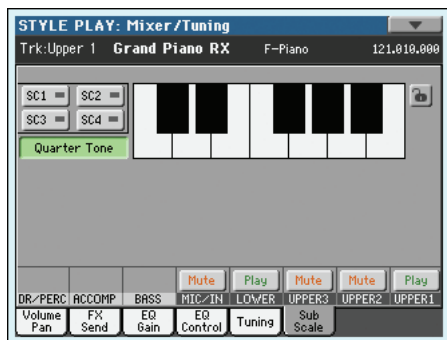 STYLE PLAY: Mixer/Tuning
Trk:Upper 1 Grand Piano RX F-Piano 121.010.000
SC1 SC2
SC3 SC4
Quarter Tone
Mute Play Mute Mute Play
DR/PERC ACCOMP BASS MIC/IN LOWER UPPER3 UPPER2 UPPER1
Volume Pan FX Send EQ Gain EQ Control Tuning Sub Scale